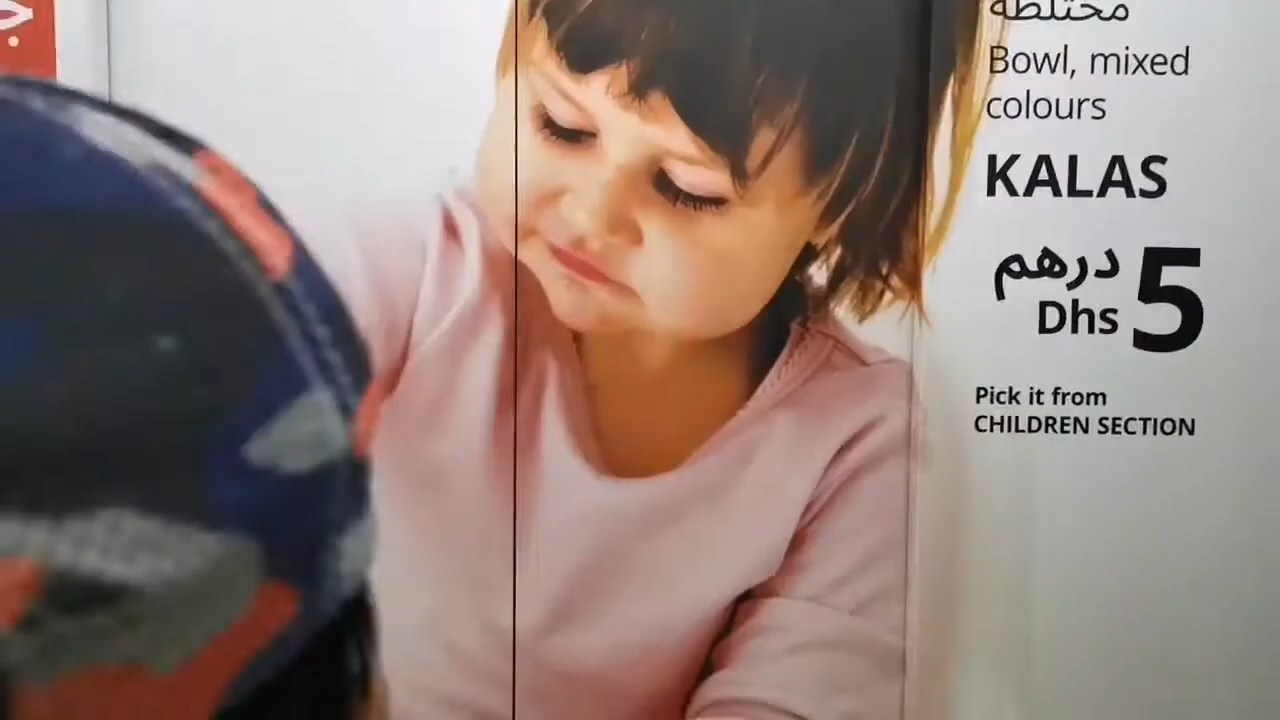 مختلطة
Bowl, mixed
colours
KALAS
درهم
Dhs 5
Pick it from
CHILDREN SECTION